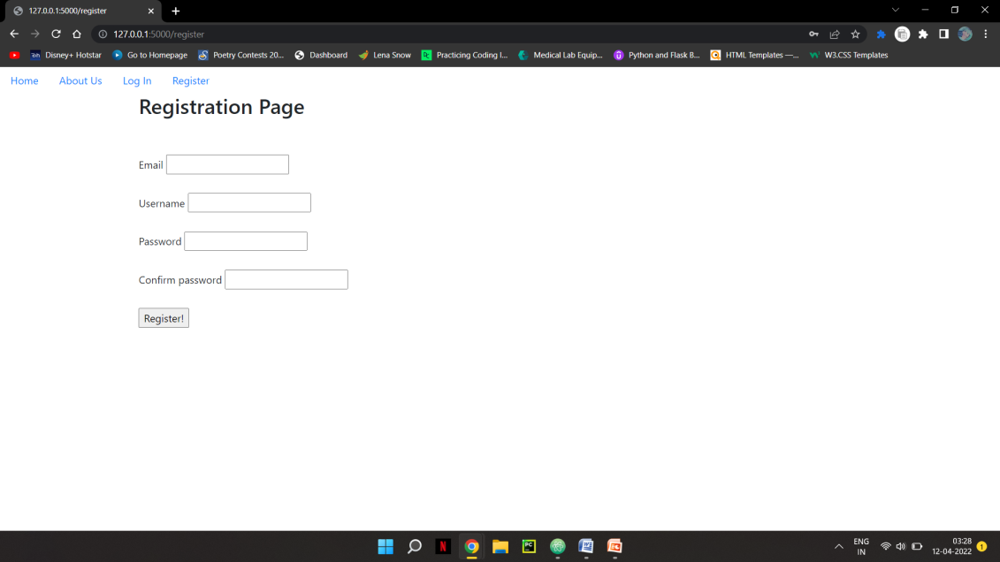 127.0.0.1:5000/register
127.0.0.1:5000/register
Disney+ Hotstar Go to Homepage Poetry Contests 20... Dashboard Lena Snow Practicing Coding I... Medical Lab Equip... Python and Flask B... HTML Templates —... W3.CSS Templates
Home About Us Log In Register
Registration Page
Email
Username
Password
Confirm password
Register!
ENG
IN
03:28
12-04-2022
1